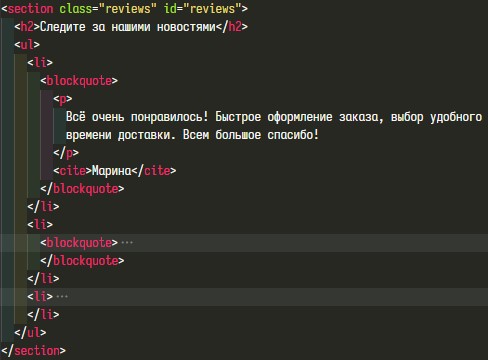 <section class="reviews" id="reviews">
<h2>Следите за нашими новостями</h2>
<ul>
<li>
<blockquote>
<p>
Всё очень понравилось! Быстрое оформление заказа, выбор удобного
времени доставки. Всем большое спасибо!
</p>
<cite>Марина</cite>
</blockquote>
</li>
<li>
<blockquote>···
</blockquote>
</li>
<li>···
</li>
</ul>
</section>